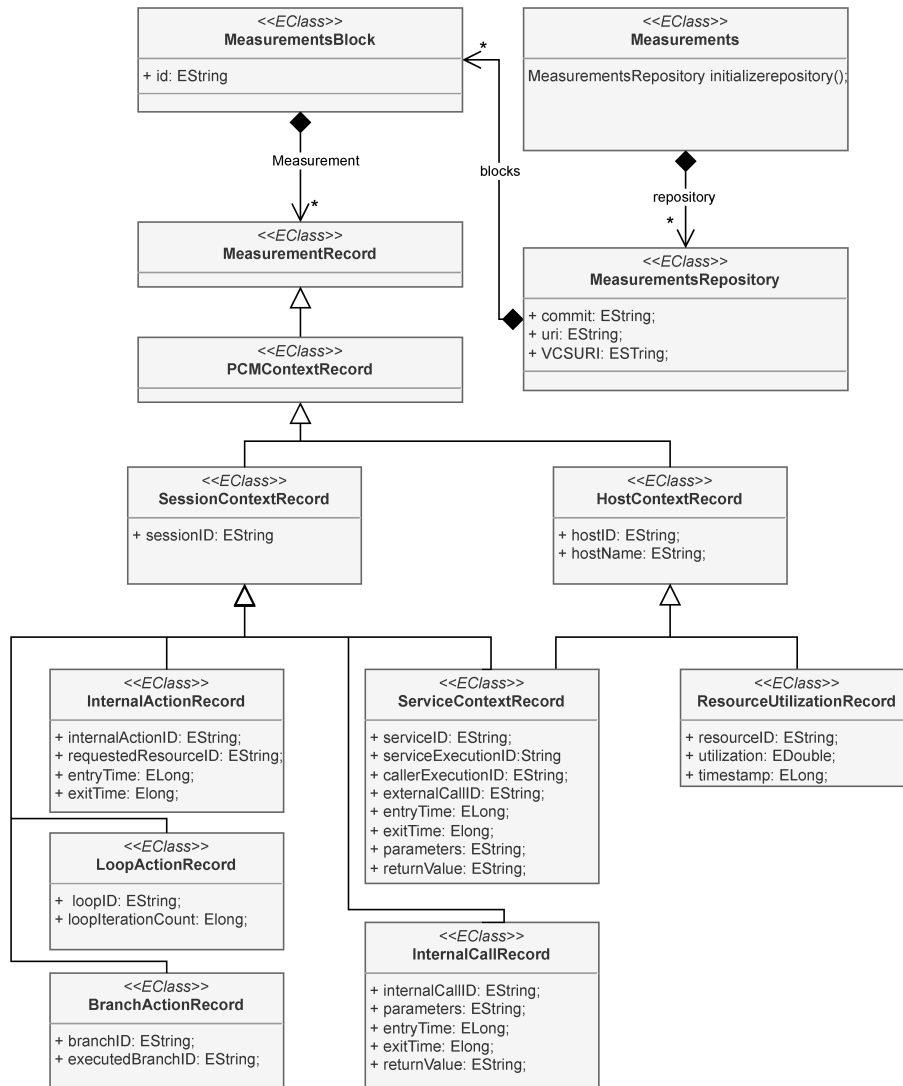 <<EClass>>
MeasurementsBlock
+ id: EString
<<EClass>>
Measurements
MeasurementsRepository initializerepository();
*
Measurement
*
blocks
repository
*
<<EClass>>
MeasurementRecord
<<EClass>>
MeasurementsRepository
+ commit: EString;
+ uri: EString;
+ VCSURI: ESTring;
<<EClass>>
PCMContextRecord
<<EClass>>
SessionContextRecord
+ sessionID: EString
<<EClass>>
HostContextRecord
+ hostID: EString;
+ hostName: EString;
<<EClass>>
InternalActionRecord
+ internalActionID: EString;
+ requestedResourceID: EString;
+ entryTime: ELong;
+ exitTime: Elong;
<<EClass>>
ServiceContextRecord
+ serviceID: EString;
+ serviceExecutionID:String
+ callerExecutionID: EString;
+ externalCallID: EString;
+ entryTime: ELong;
+ exitTime: Elong;
+ parameters: EString;
+ returnValue: EString;
<<EClass>>
ResourceUtilizationRecord
+ resourceID: EString;
+ utilization: EDouble;
+ timestamp: ELong;
<<EClass>>
LoopActionRecord
+  loopID: EString;
+ loopIterationCount: Elong;
<<EClass>>
InternalCallRecord
+ internalCallID: EString;
+ parameters: EString;
+ entryTime: ELong;
+ exitTime: Elong;
+ returnValue: EString;
<<EClass>>
BranchActionRecord
+ branchID: EString;
+ executedBranchID: EString;